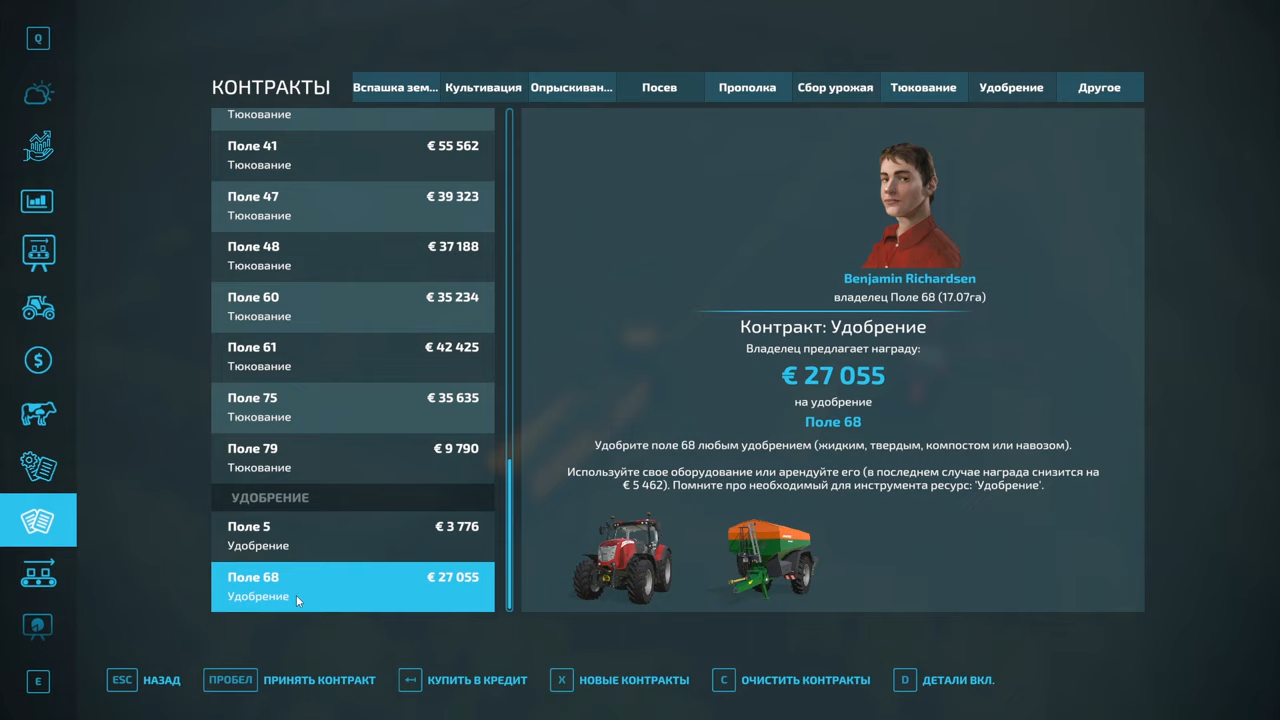 Q
КОНТРАКТЫ
Вспашка зем...
Культивация
Опрыскиван...
Посев
Прополка
Сбор урожая
Тюкование
Удобрение
Другое
Тюкование
Поле 41 € 55 562
Тюкование
Поле 47 € 39 323
Тюкование
Поле 48 € 37 188
Тюкование
Поле 60 € 35 234
Тюкование
Поле 61 € 42 425
Тюкование
Поле 75 € 35 635
Тюкование
Поле 79 € 9 790
Тюкование
УДОБРЕНИЕ
Поле 5 € 3 776
Удобрение
Поле 68 € 27 055
Удобрение
Benjamin Richardsen
владелец Поле 68 (17.07га)
Контракт: Удобрение
Владелец предлагает награду:
€ 27 055
на удобрение
Поле 68
Удобрите поле 68 любым удобрением (жидким, твердым, компостом или навозом).
Используйте свое оборудование или арендуйте его (в последнем случае награда снизится на
€ 5 462). Помните про необходимый для инструмента ресурс: 'Удобрение'.
E
ESC НАЗАД
ПРОБЕЛ ПРИНЯТЬ КОНТРАКТ
КУПИТЬ В КРЕДИТ
X НОВЫЕ КОНТРАКТЫ
C ОЧИСТИТЬ КОНТРАКТЫ
D ДЕТАЛИ ВКЛ.